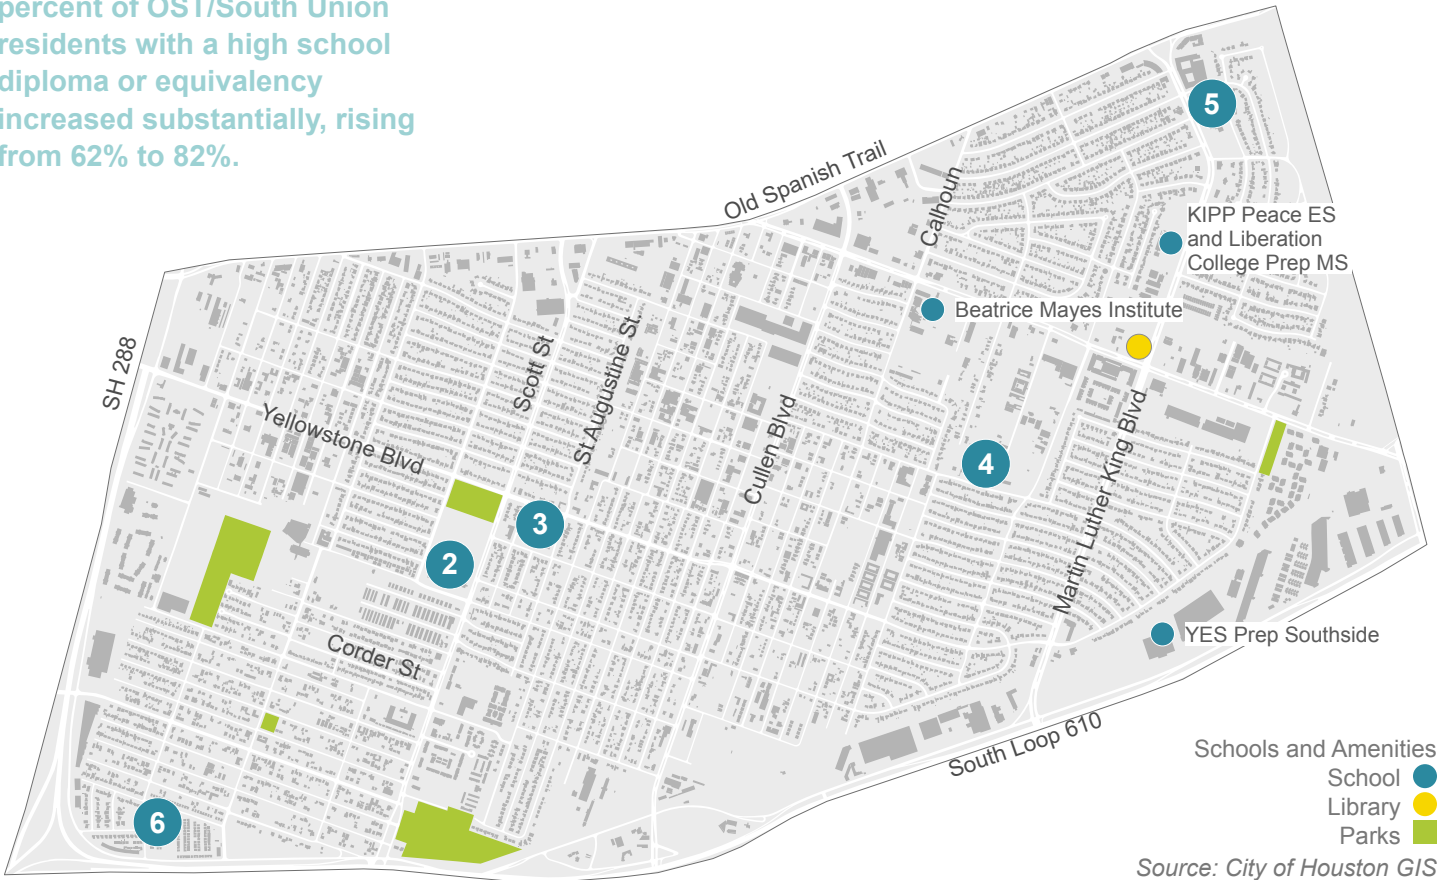 percent of OST/South Union
residents with a high school
diploma or equivalency
increased substantially, rising
from 62% to 82%.
5
Old Spanish Trail
Calhoun
KIPP Peace ES
and Liberation
College Prep MS
Beatrice Mayes Institute
SH 288
Scott St
St Augustine St.
Yellowstone Blvd
Cullen Blvd
Martin Luther King Blvd
4
3
2
YES Prep Southside
Corder St
South Loop 610
6
Schools and Amenities
School
Library
Parks
Source: City of Houston GIS